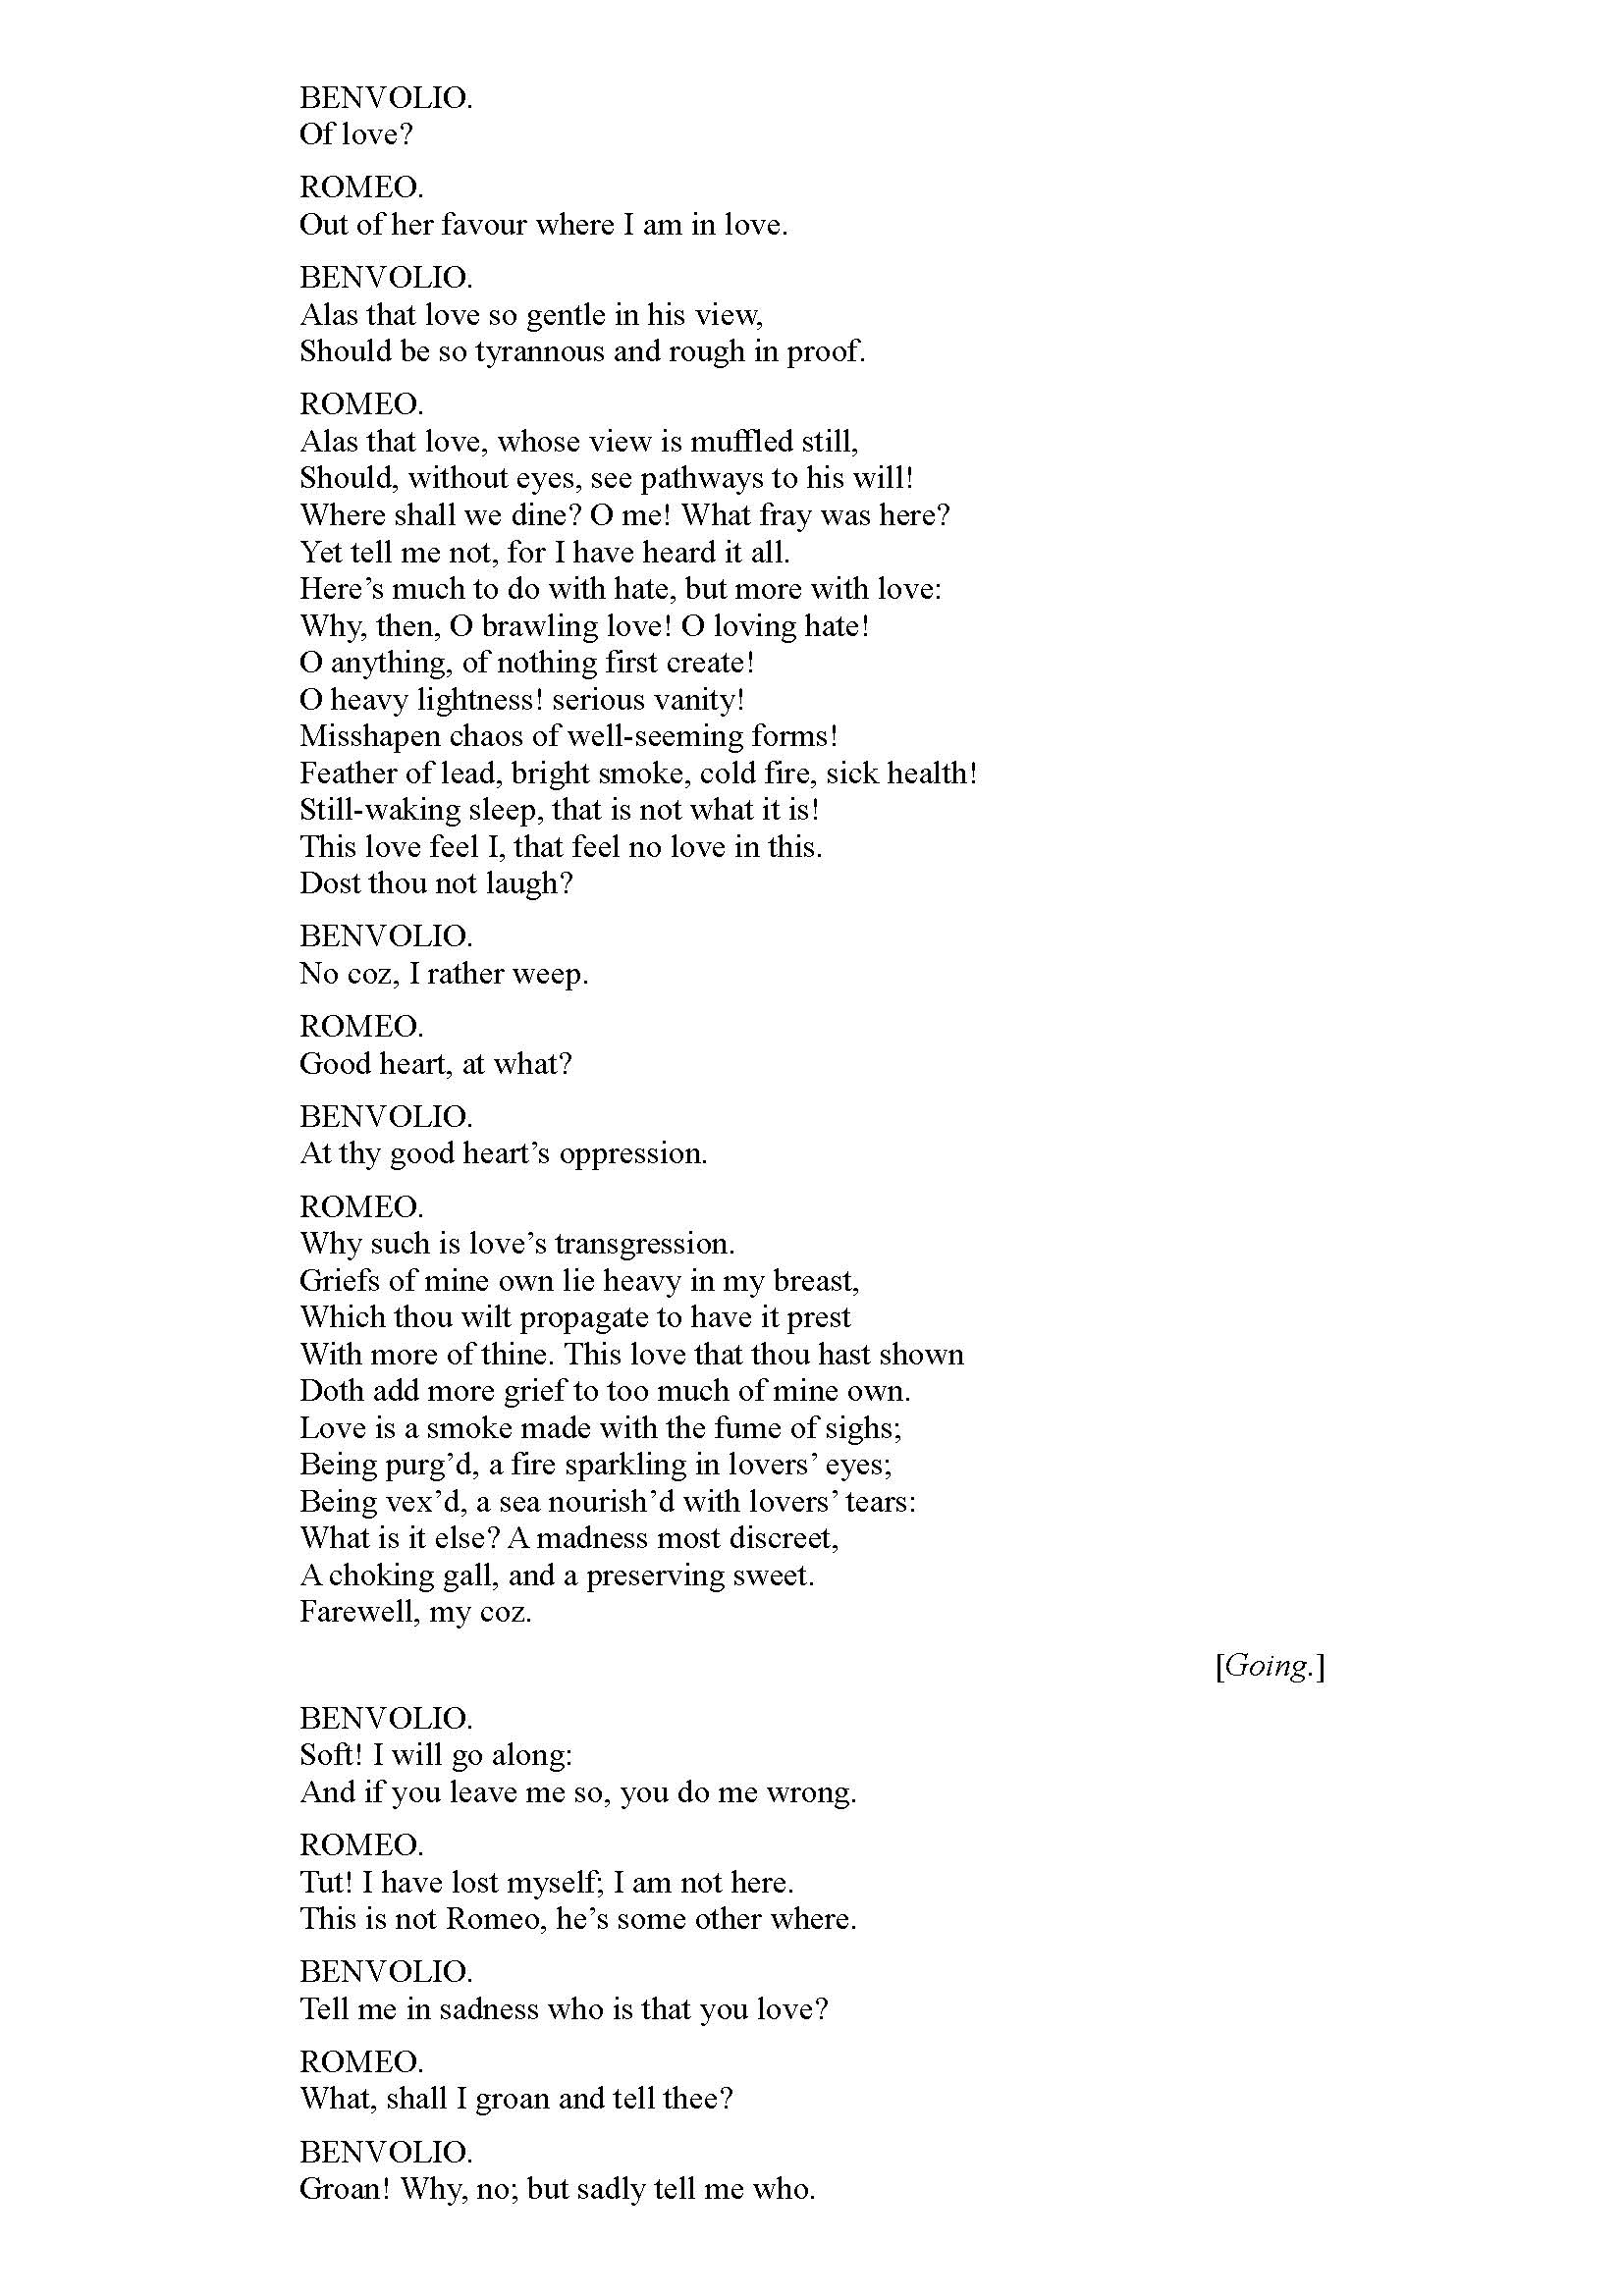 BENVOLIO.
Of love?
ROMEO.
Out of her favour where I am in love.
BENVOLIO.
Alas that love so gentle in his view,
Should be so tyrannous and rough in proof.
ROMEO.
Alas that love, whose view is muffled still,
Should, without eyes, see pathways to his will!
Where shall we dine? O me! What fray was here?
Yet tell me not, for I have heard it all.
Here’s much to do with hate, but more with love:
Why, then, O brawling love! O loving hate!
O anything, of nothing first create!
O heavy lightness! serious vanity!
Misshapen chaos of well-seeming forms!
Feather of lead, bright smoke, cold fire, sick health!
Still-waking sleep, that is not what it is!
This love feel I, that feel no love in this.
Dost thou not laugh?
BENVOLIO.
No coz, I rather weep.
ROMEO.
Good heart, at what?
BENVOLIO.
At thy good heart’s oppression.
ROMEO.
Why such is love’s transgression.
Griefs of mine own lie heavy in my breast,
Which thou wilt propagate to have it prest
With more of thine. This love that thou hast shown
Doth add more grief to too much of mine own.
Love is a smoke made with the fume of sighs;
Being purg’d, a fire sparkling in lovers’ eyes;
Being vex’d, a sea nourish’d with lovers’ tears:
What is it else? A madness most discreet,
A choking gall, and a preserving sweet.
Farewell, my coz.
[Going.]
BENVOLIO.
Soft! I will go along:
And if you leave me so, you do me wrong.
ROMEO.
Tut! I have lost myself; I am not here.
This is not Romeo, he’s some other where.
BENVOLIO.
Tell me in sadness who is that you love?
ROMEO.
What, shall I groan and tell thee?
BENVOLIO.
Groan! Why, no; but sadly tell me who.